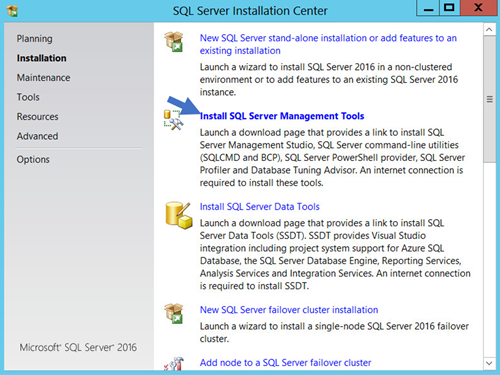 SQL Server Installation Center
Planning
Installation
Maintenance
Tools
Resources
Advanced
Options
Microsoft® SQL Server® 2016
New SQL Server stand-alone installation or add features to an
existing installation
Launch a wizard to install SQL Server 2016 in a non-clustered
environment or to add features to an existing SQL Server 2016
instance.
Install SQL Server Management Tools
Launch a download page that provides a link to install SQL
Server Management Studio, SQL Server command-line utilities
(SQLCMD and BCP), SQL Server PowerShell provider, SQL Server
Profiler and Database Tuning Advisor. An internet connection is
required to install these tools.
Install SQL Server Data Tools
Launch a download page that provides a link to install SQL
Server Data Tools (SSDT). SSDT provides Visual Studio
integration including project system support for Azure SQL
Database, the SQL Server Database Engine, Reporting Services,
Analysis Services and Integration Services. An internet connection
is required to install SSDT.
New SQL Server failover cluster installation
Launch a wizard to install a single-node SQL Server 2016 failover
cluster.
Add node to a SQL Server failover cluster